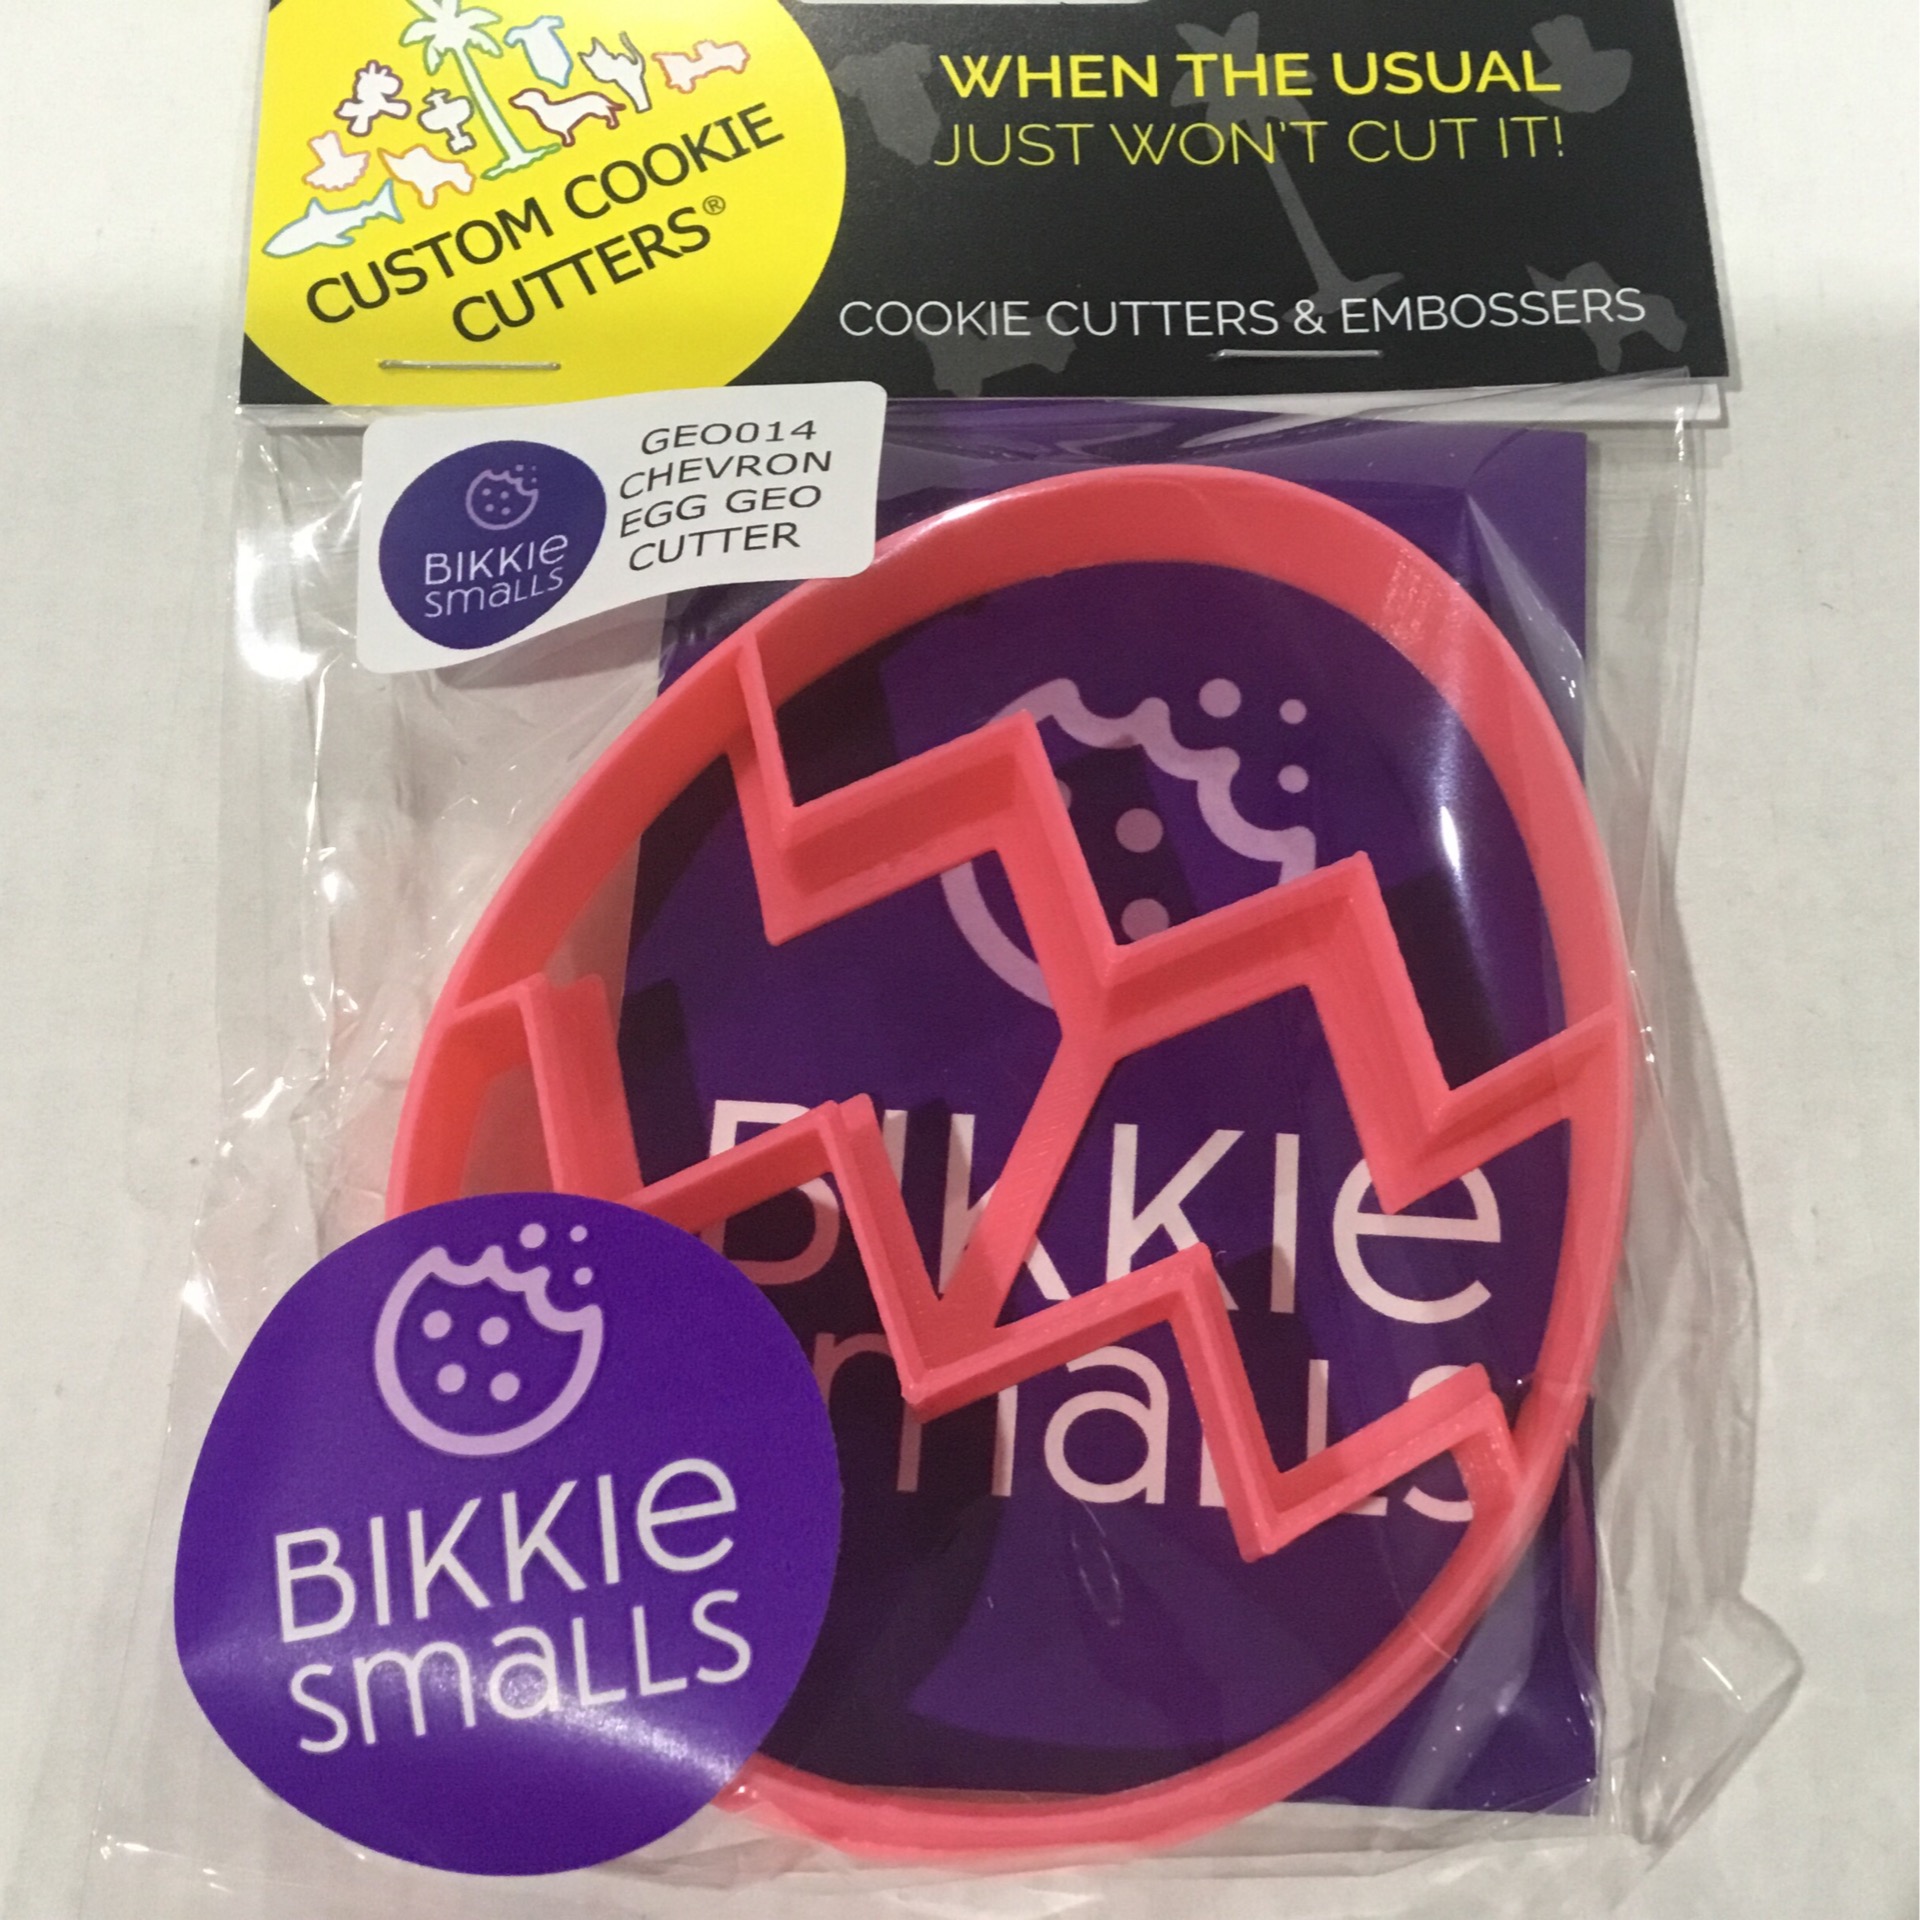 CUSTOM COOKIE
CUTTERS®
WHEN THE USUAL
JUST WON'T CUT IT!
COOKIE CUTTERS & EMBOSSERS
BIKKIe
smaLLS
GEO014
CHEVRON
EGG GEO
CUTTER
BIKKIe
smaLLS
BIKKIe
smaLLS